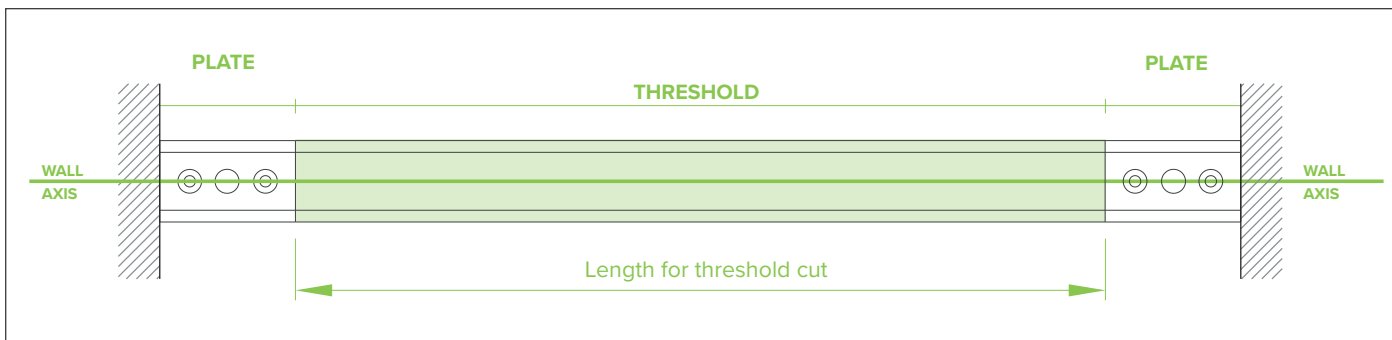 PLATE
PLATE
THRESHOLD
WALL
AXIS
WALL
AXIS
Length for threshold cut